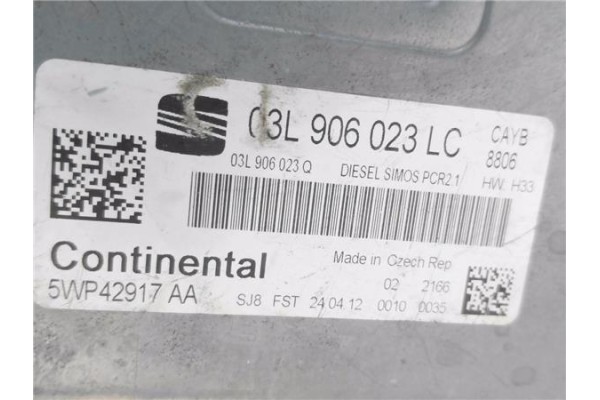 03L 906 023 LC CAYB
03L 906 023 Q DIESEL SIMOS PCR2.1 8806
HW: H33
Continental Made in Czech Rep
5WP42917 AA 02 2166
SJ8 FST 24.04.12 0010 0035